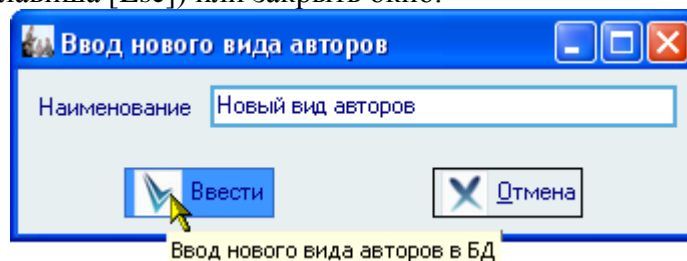 клавиша [Esc]) или закрыть окно.
Ввод нового вида авторов
Наименование Новый вид авторов
Ввести Отмена
Ввод нового вида авторов в БД